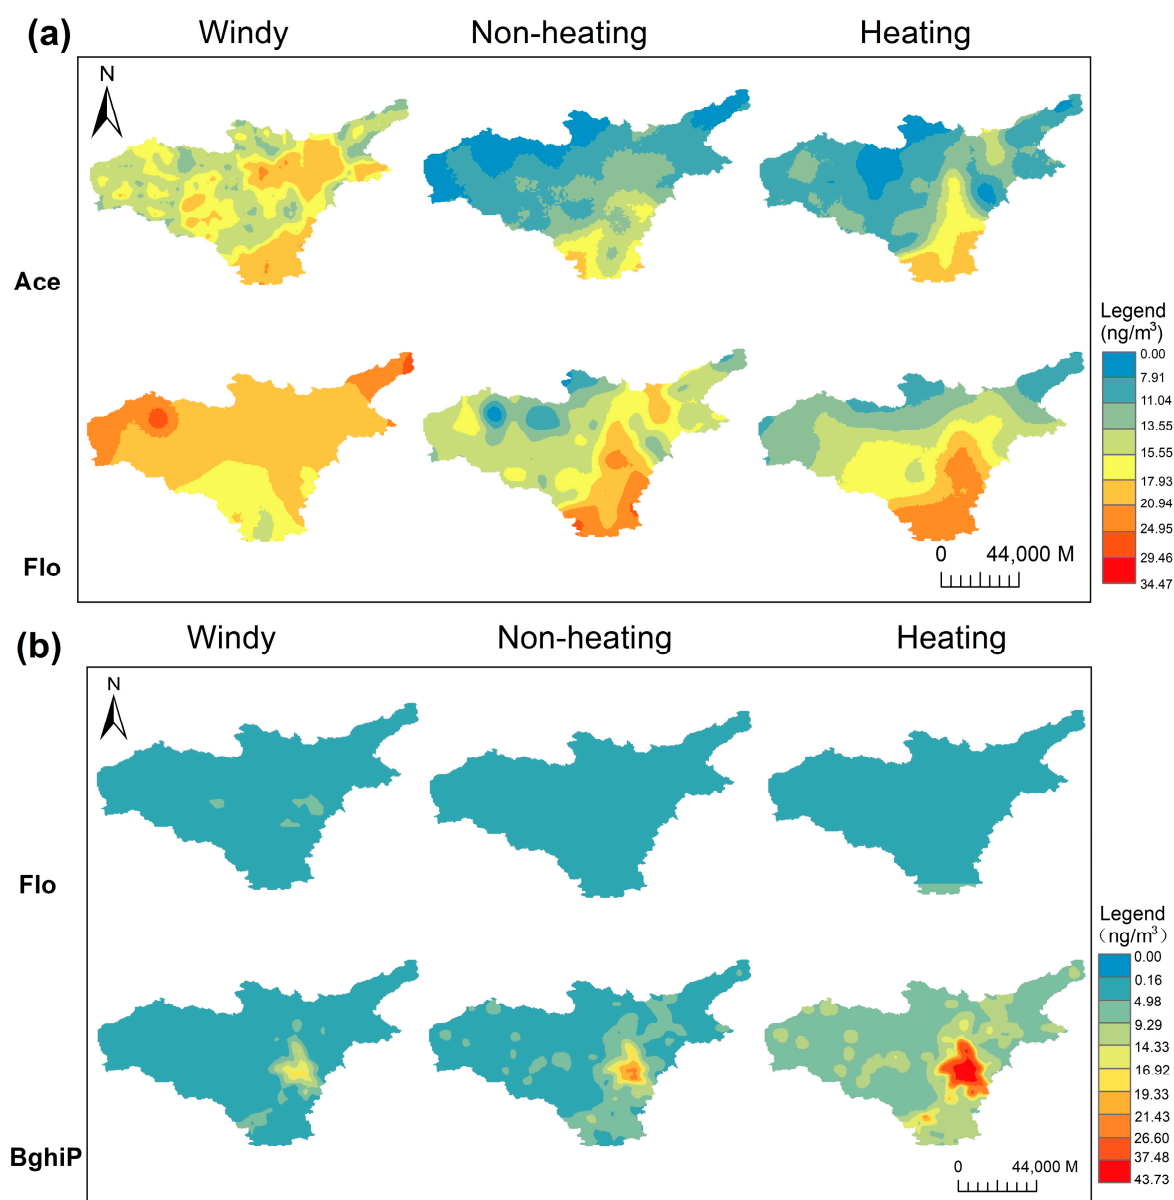 (a)
Windy Non-heating Heating
N
Ace
Flo
Legend
(ng/m³)
0.00
7.91
11.04
13.55
15.55
17.93
20.94
24.95
29.46
34.47
0 44,000 M
(b)
Windy Non-heating Heating
N
Flo
BghiP
Legend
（ng/m³）
0.00
0.16
4.98
9.29
14.33
16.92
19.33
21.43
26.60
37.48
43.73
0 44,000 M